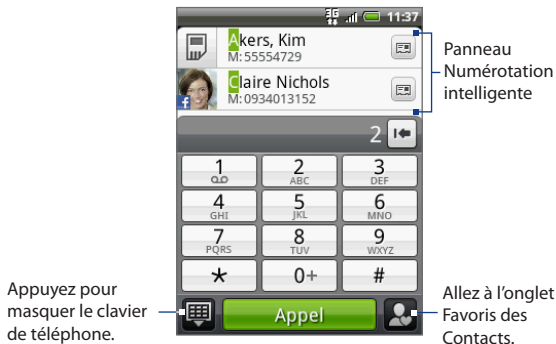 3G 11:37
Akers, Kim
M: 55554729
Claire Nichols
M: 0934013152
Panneau
Numérotation
intelligente
2
1
2 ABC
3 DEF
4 GHI
5 JKL
6 MNO
7 PQRS
8 TUV
9 WXYZ
* 0+ #
Appel
Appuyez pour
masquer le clavier
de téléphone.
Allez à l'onglet
Favoris des
Contacts.